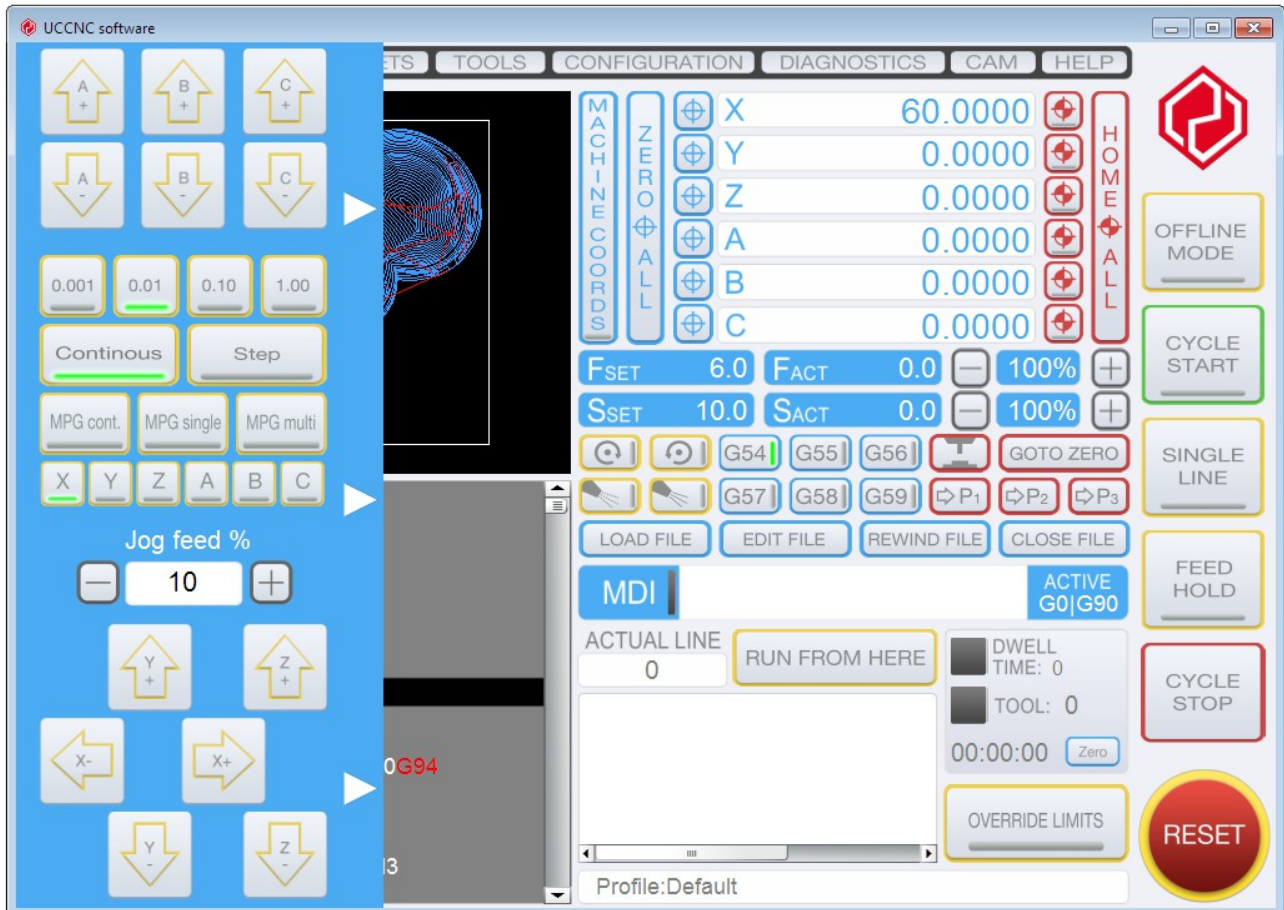 UCCNC software
ETS TOOLS CONFIGURATION DIAGNOSTICS CAM HELP
A + B + C +
A - B - C -
0.001 0.01 0.10 1.00
Continous Step
MPG cont. MPG single MPG multi
X Y Z A B C
Jog feed %
10
Y + Z +
X- X+
Y - Z -
0G94
3
MACHINE COORDS
ZERO ALL
X 60.0000
Y 0.0000
Z 0.0000
A 0.0000
B 0.0000
C 0.0000
HOME ALL
FSET 6.0 FACT 0.0 100%
SSET 10.0 SACT 0.0 100%
G54 G55 G56 GOTO ZERO
G57 G58 G59 P1 P2 P3
LOAD FILE EDIT FILE REWIND FILE CLOSE FILE
MDI ACTIVE
G0|G90
ACTUAL LINE
0
RUN FROM HERE
DWELL
TIME: 0
TOOL: 0
00:00:00 Zero
OVERRIDE LIMITS
Profile:Default
OFFLINE
MODE
CYCLE
START
SINGLE
LINE
FEED
HOLD
CYCLE
STOP
RESET